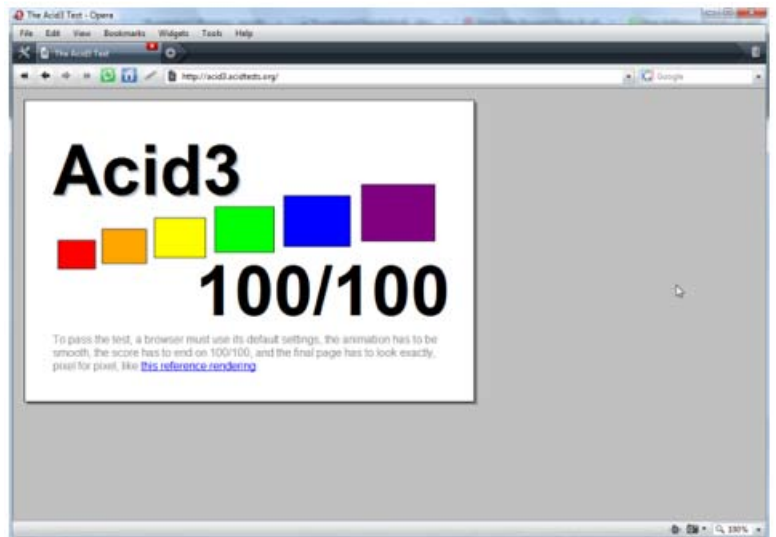 The Acid3 Test - Opera
File Edit View Bookmarks Widgets Tools Help
The Acid3 Test
http://acid3.acidtests.org/ Google
Acid3
100/100
To pass the test, a browser must use its default settings, the animation has to be
smooth, the score has to end on 100/100, and the final page has to look exactly,
pixel for pixel, like this reference rendering.
100%